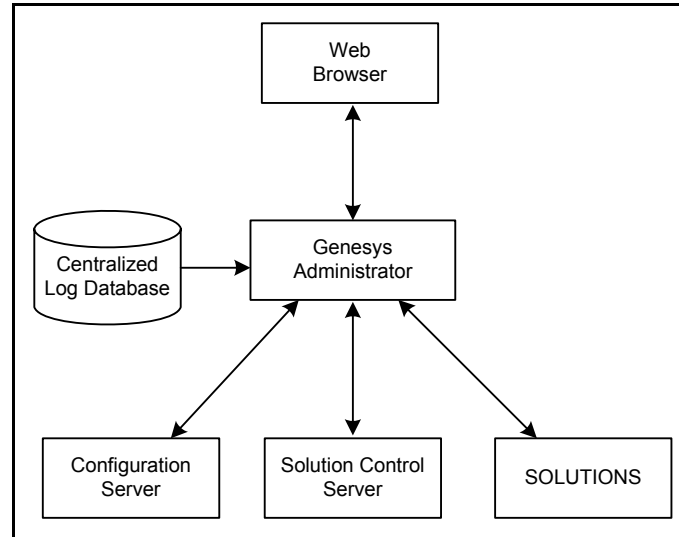 Web
Browser
Centralized
Log Database
Genesys
Administrator
Configuration
Server
Solution Control
Server
SOLUTIONS